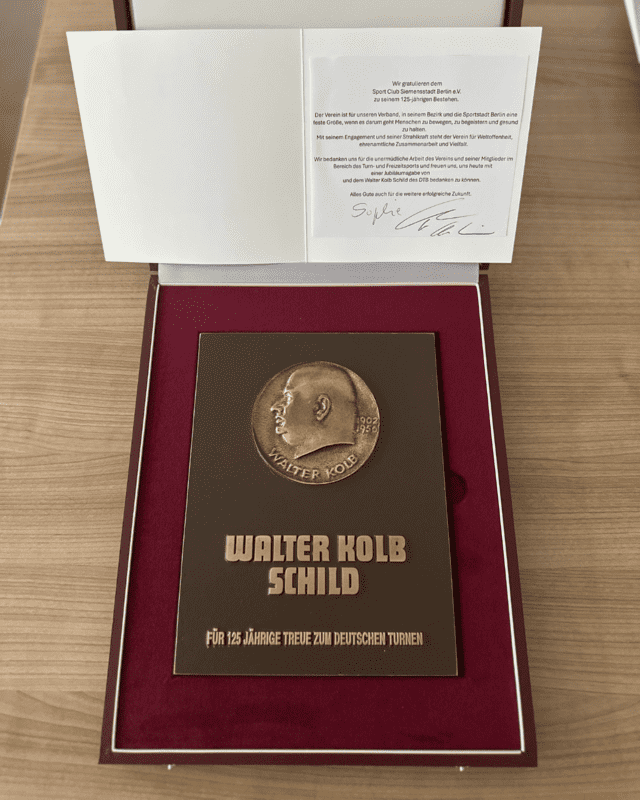 Wir gratulieren dem
Sport Club Siemensstadt Berlin e.V.
zu seinem 125-jährigen Bestehen.
Der Verein ist für unseren Verband, in seinem Bezirk und die Sportstadt Berlin eine
feste Größe, wenn es darum geht Menschen zu bewegen, zu begeistern und gesund
zu halten.
Mit seinem Engagement und seiner Strahlkraft steht der Verein für Weltoffenheit,
ehrenamtliche Zusammenarbeit und Vielfalt.
Wir bedanken uns für die unermüdliche Arbeit des Vereins und seiner Mitglieder im
Bereich des Turn- und Freizeitsports und freuen uns, uns heute mit
einer Jubiläumsgabe von
und dem Walter Kolb Schild des DTB bedanken zu können.
Alles Gute auch für die weitere erfolgreiche Zukunft.
Sophie
1902
1956
WALTER KOLB
WALTER KOLB
SCHILD
FÜR 125 JÄHRIGE TREUE ZUM DEUTSCHEN TURNEN